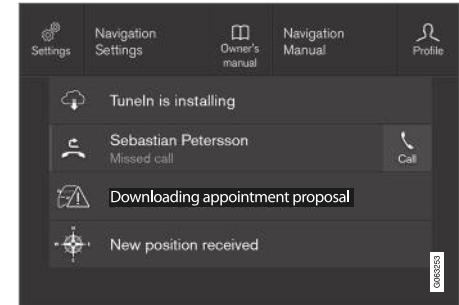 Settings
Navigation
Settings
Owner's
manual
Navigation
Manual
Profile
TuneIn is installing
Sebastian Petersson
Missed call
Call
Downloading appointment proposal
New position received
G063253